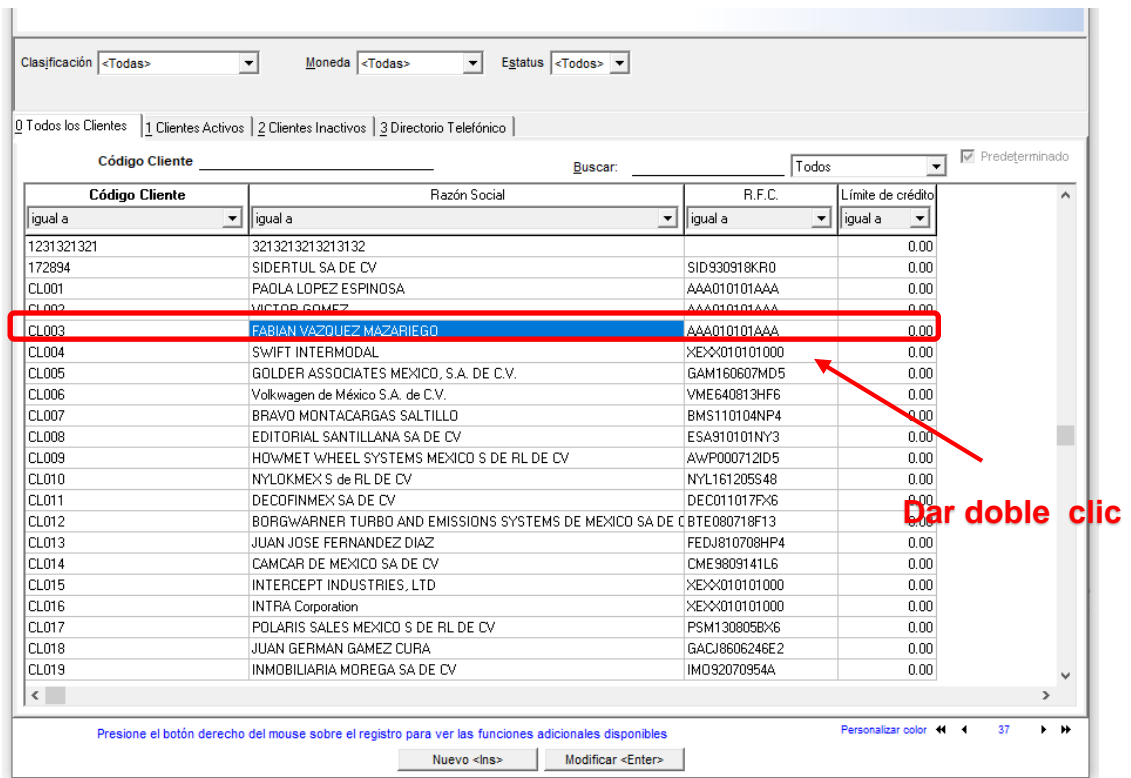 Clasificación <Todas> Moneda <Todas> Estatus <Todos>
0 Todos los Clientes 1 Clientes Activos 2 Clientes Inactivos 3 Directorio Telefónico
Código Cliente Buscar: Todos Predeterminado
Código Cliente Razón Social R.F.C. Límite de crédito
igual a igual a igual a igual a
1231321321 3213213213213132 0.00
172894 SIDERTUL SA DE CV SID930918KR0 0.00
CL001 PAOLA LOPEZ ESPINOSA AAA010101AAA 0.00
CL002 VICTOR GOMEZ AAA010101AAA 0.00
CL003 FABIAN VAZQUEZ MAZARIEGO AAA010101AAA 0.00
CL004 SWIFT INTERMODAL XEXX010101000 0.00
CL005 GOLDER ASSOCIATES MEXICO, S.A. DE C.V. GAM160607MD5 0.00
CL006 Volkwagen de México S.A. de C.V. VME640813HF6 0.00
CL007 BRAVO MONTACARGAS SALTILLO BMS110104NP4 0.00
CL008 EDITORIAL SANTILLANA SA DE CV ESA910101NY3 0.00
CL009 HOWMET WHEEL SYSTEMS MEXICO S DE RL DE CV AWP000712ID5 0.00
CL010 NYLOKMEX S de RL DE CV NYL161205S48 0.00
CL011 DECOFINMEX SA DE CV DEC011017FX6 0.00
Dar doble clic
CL012 BORGWARNER TURBO AND EMISSIONS SYSTEMS DE MEXICO SA DE C BTE080718F13 0.00
CL013 JUAN JOSE FERNANDEZ DIAZ FEDJ810708HP4 0.00
CL014 CAMCAR DE MEXICO SA DE CV CME9809141L6 0.00
CL015 INTERCEPT INDUSTRIES, LTD XEXX010101000 0.00
CL016 INTRA Corporation XEXX010101000 0.00
CL017 POLARIS SALES MEXICO S DE RL DE CV PSM130805BX6 0.00
CL018 JUAN GERMAN GAMEZ CURA GACJ8606246E2 0.00
CL019 INMOBILIARIA MOREGA SA DE CV IMO92070954A 0.00
Presione el botón derecho del mouse sobre el registro para ver las funciones adicionales disponibles Personalizar color 37
Nuevo <Ins> Modificar <Enter>